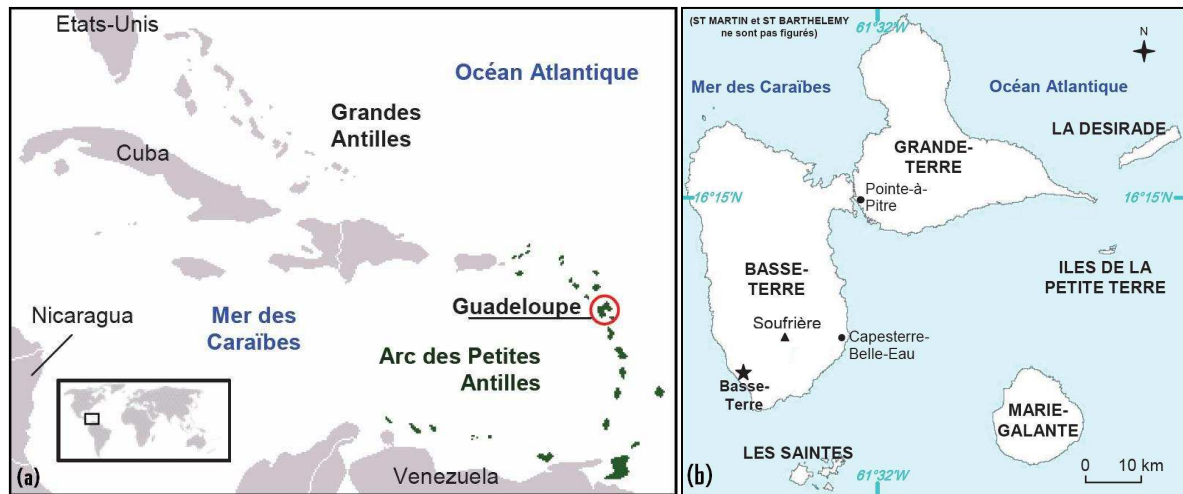 Etats-Unis
Océan Atlantique
Grandes
Antilles
Cuba
Guadeloupe
Nicaragua
Mer des
Caraïbes
Arc des Petites
Antilles
Venezuela
(a)
(ST MARTIN et ST BARTHELEMY
ne sont pas figurés)
61°32'W
N
Mer des Caraïbes
Océan Atlantique
LA DESIRADE
GRANDE-
TERRE
Pointe-à-
Pitre
16°15'N
16°15'N
BASSE-
TERRE
ILES DE LA
PETITE TERRE
Soufrière
Capesterre-
Belle-Eau
Basse-
Terre
MARIE-
GALANTE
LES SAINTES
61°32'W
0 10 km
(b)